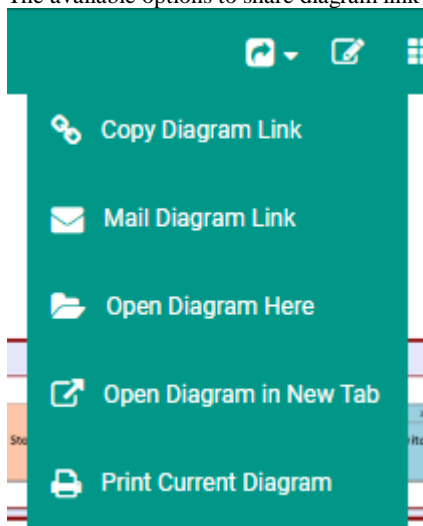 The available options to share diagram link
Copy Diagram Link
Mail Diagram Link
Open Diagram Here
Open Diagram in New Tab
Print Current Diagram